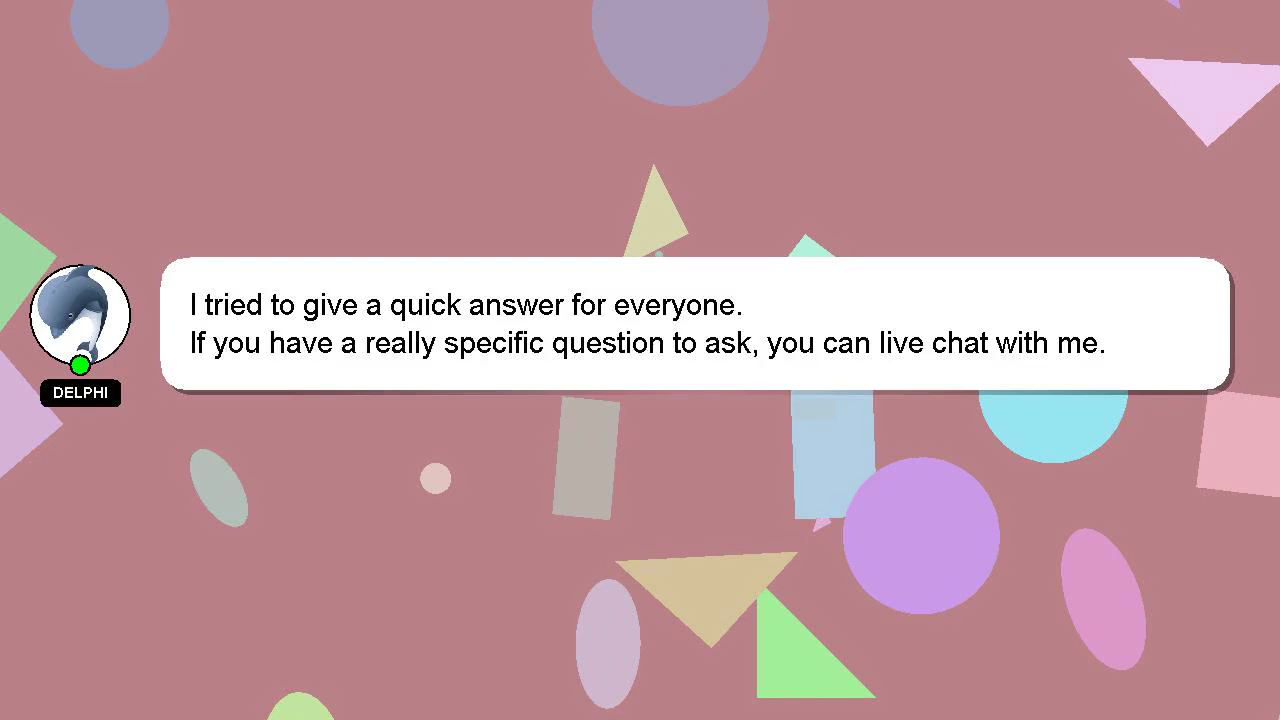 I tried to give a quick answer for everyone.
If you have a really specific question to ask, you can live chat with me.
DELPHI